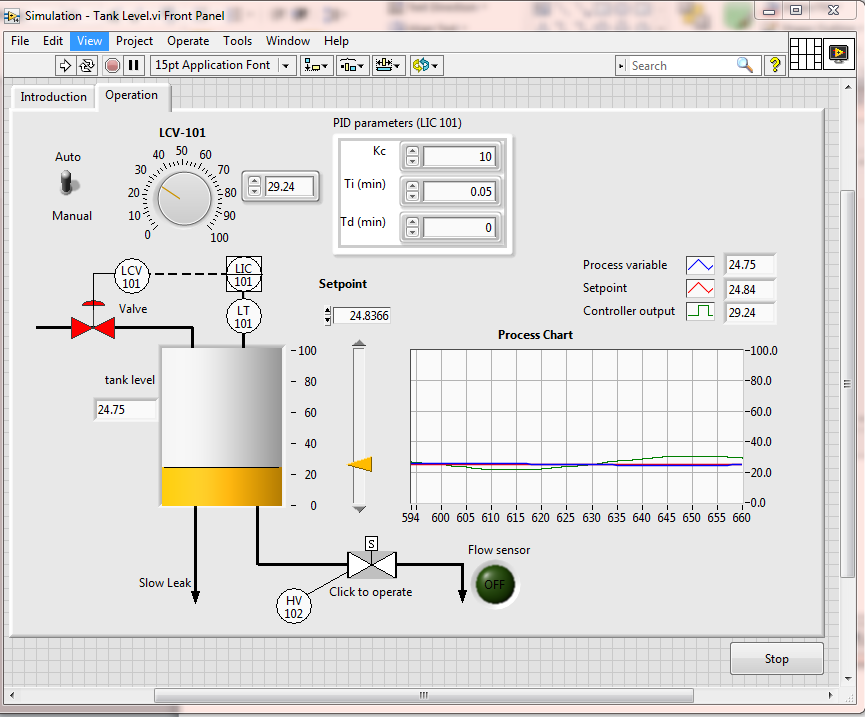 Simulation - Tank Level.vi Front Panel
File Edit View Project Operate Tools Window Help
15pt Application Font
Search
?
Introduction Operation
LCV-101
Auto
Manual
0 10 20 30 40 50 60 70 80 90 100
29.24
PID parameters (LIC 101)
Kc 10
Ti (min) 0.05
Td (min) 0
LCV
101
LIC
101
LT
101
Valve
Setpoint
24.8366
Process variable 24.75
Setpoint 24.84
Controller output 29.24
tank level
24.75
100
80
60
40
20
0
Process Chart
100.0
80.0
60.0
40.0
20.0
0.0
594 600 605 610 615 620 625 630 635 640 645 650 655 660
Slow Leak
S
HV
102
Click to operate
Flow sensor
OFF
Stop